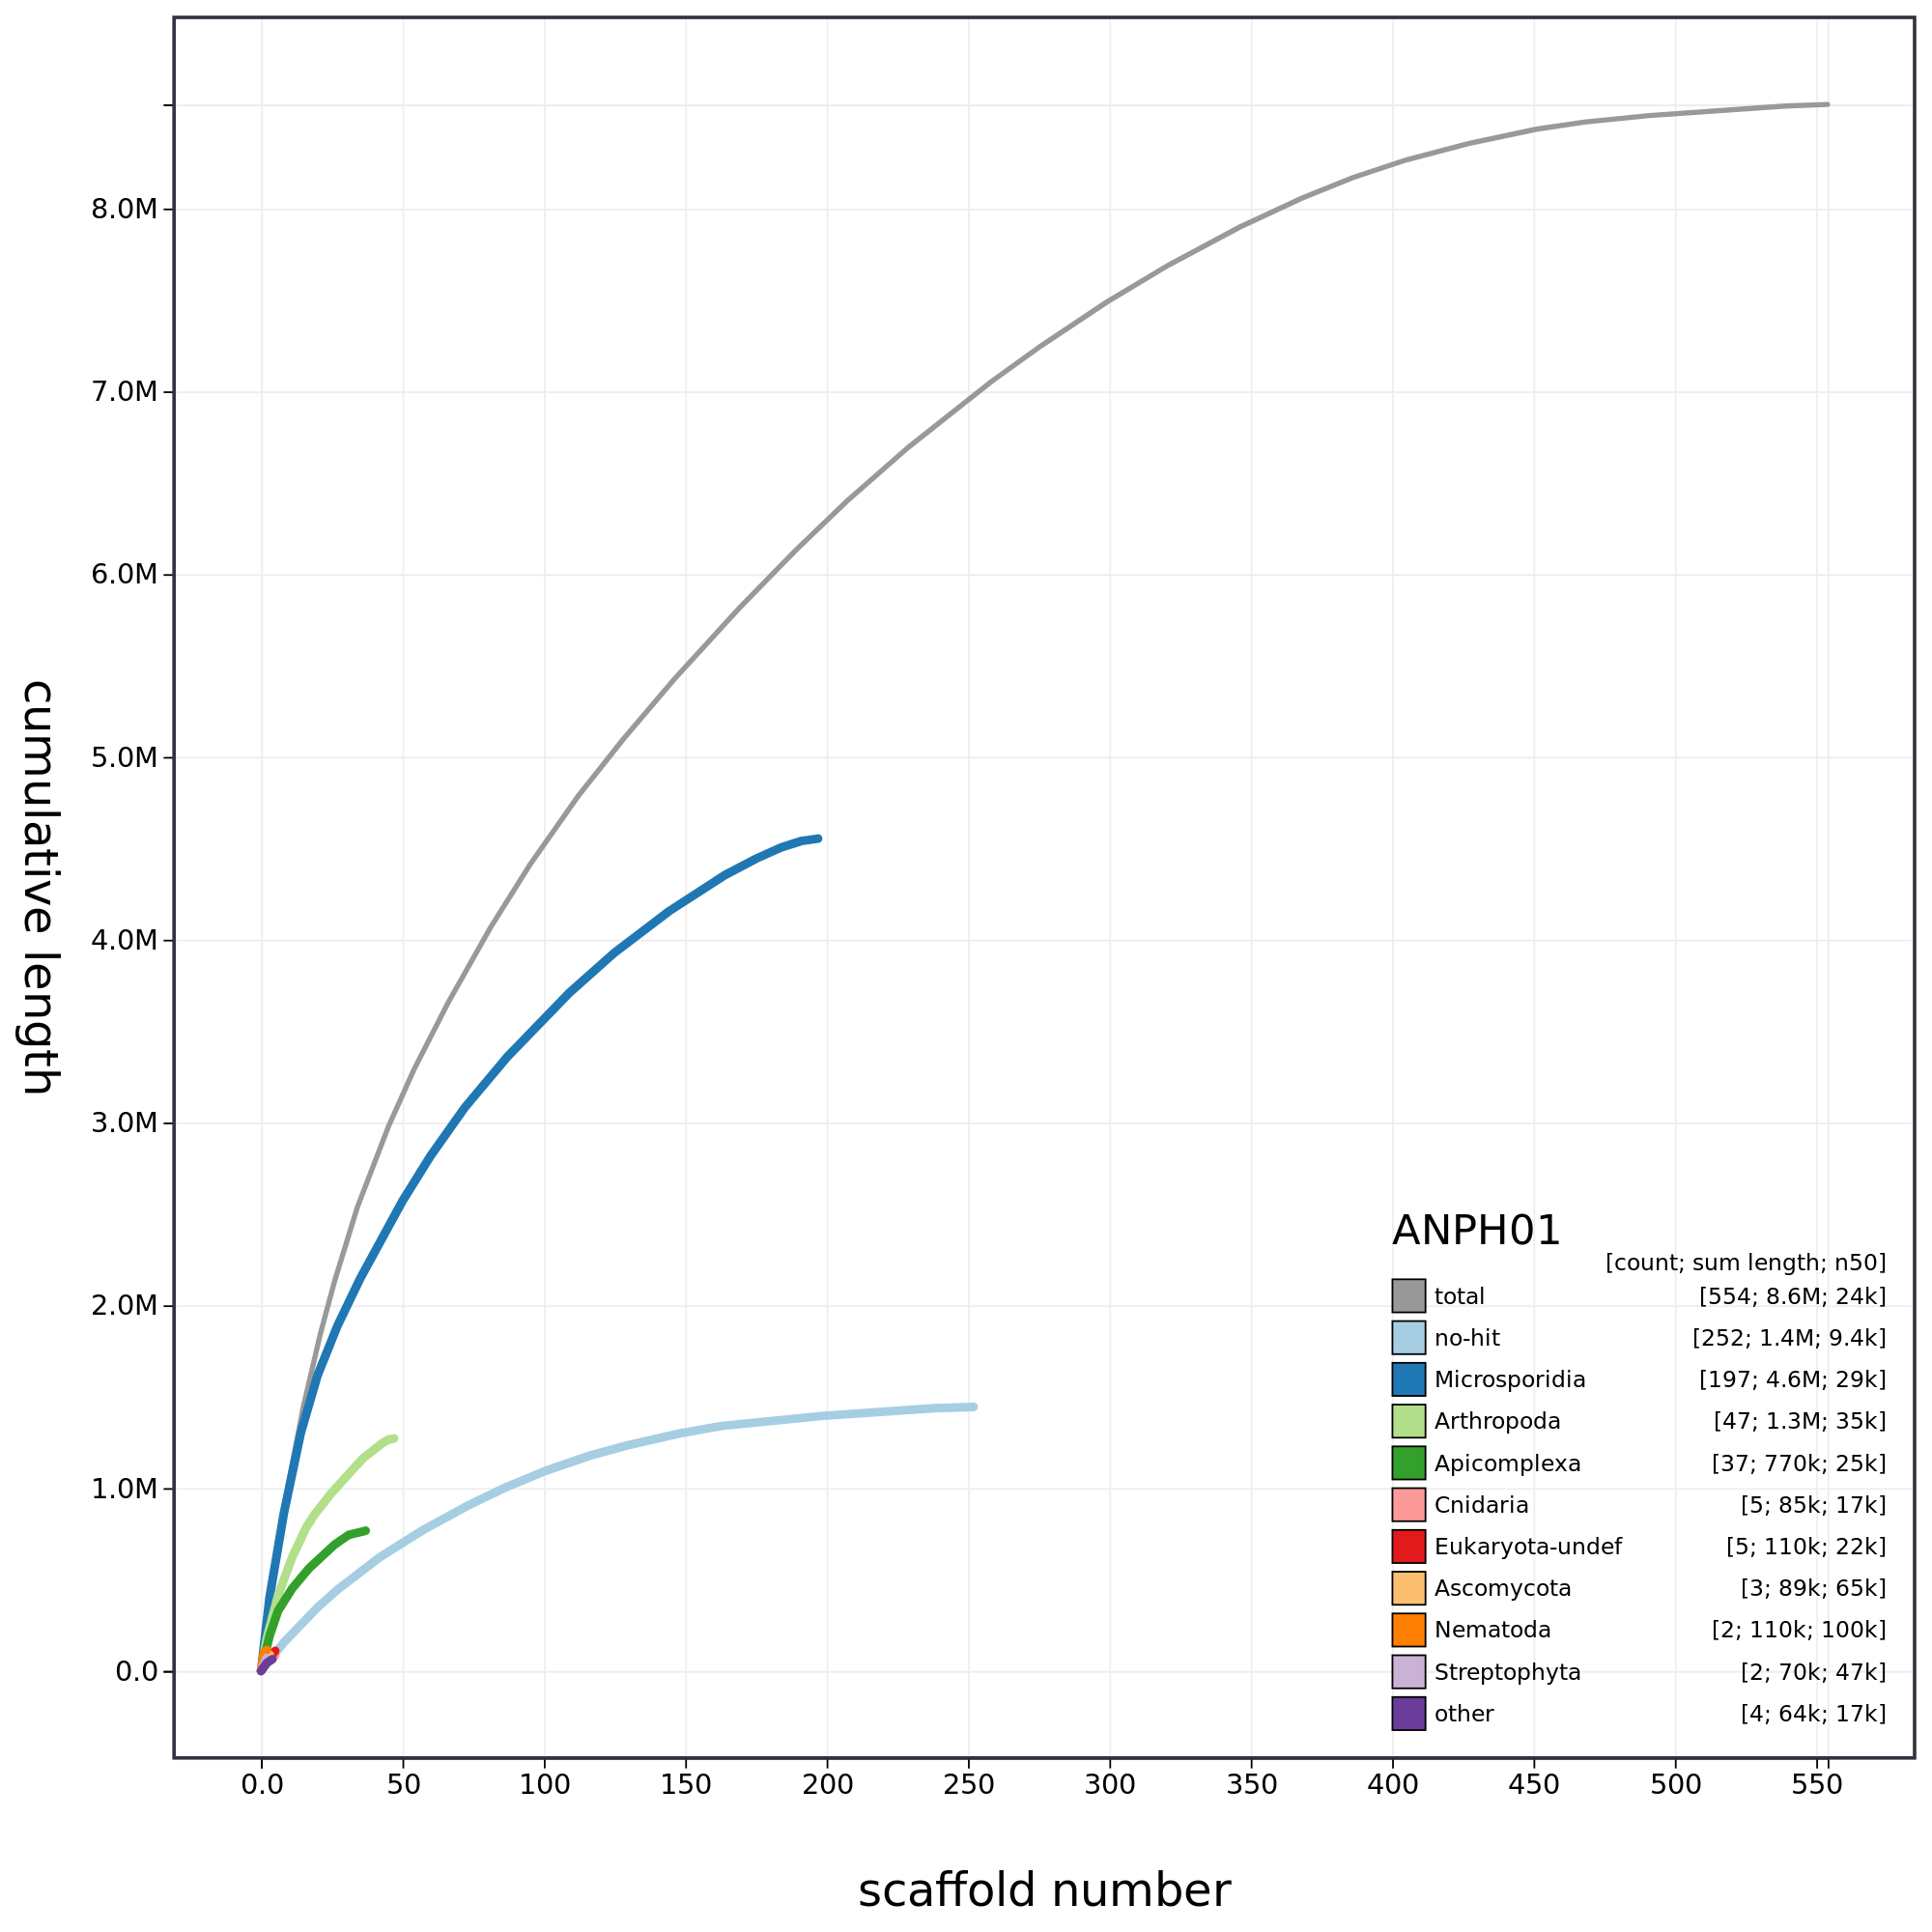 cumulative length
8.0M
7.0M
6.0M
5.0M
4.0M
3.0M
2.0M
1.0M
0.0
ANPH01
[count; sum length; n50]
total [554; 8.6M; 24k]
no-hit [252; 1.4M; 9.4k]
Microsporidia [197; 4.6M; 29k]
Arthropoda [47; 1.3M; 35k]
Apicomplexa [37; 770k; 25k]
Cnidaria [5; 85k; 17k]
Eukaryota-undef [5; 110k; 22k]
Ascomycota [3; 89k; 65k]
Nematoda [2; 110k; 100k]
Streptophyta [2; 70k; 47k]
other [4; 64k; 17k]
0.0 50 100 150 200 250 300 350 400 450 500 550
scaffold number